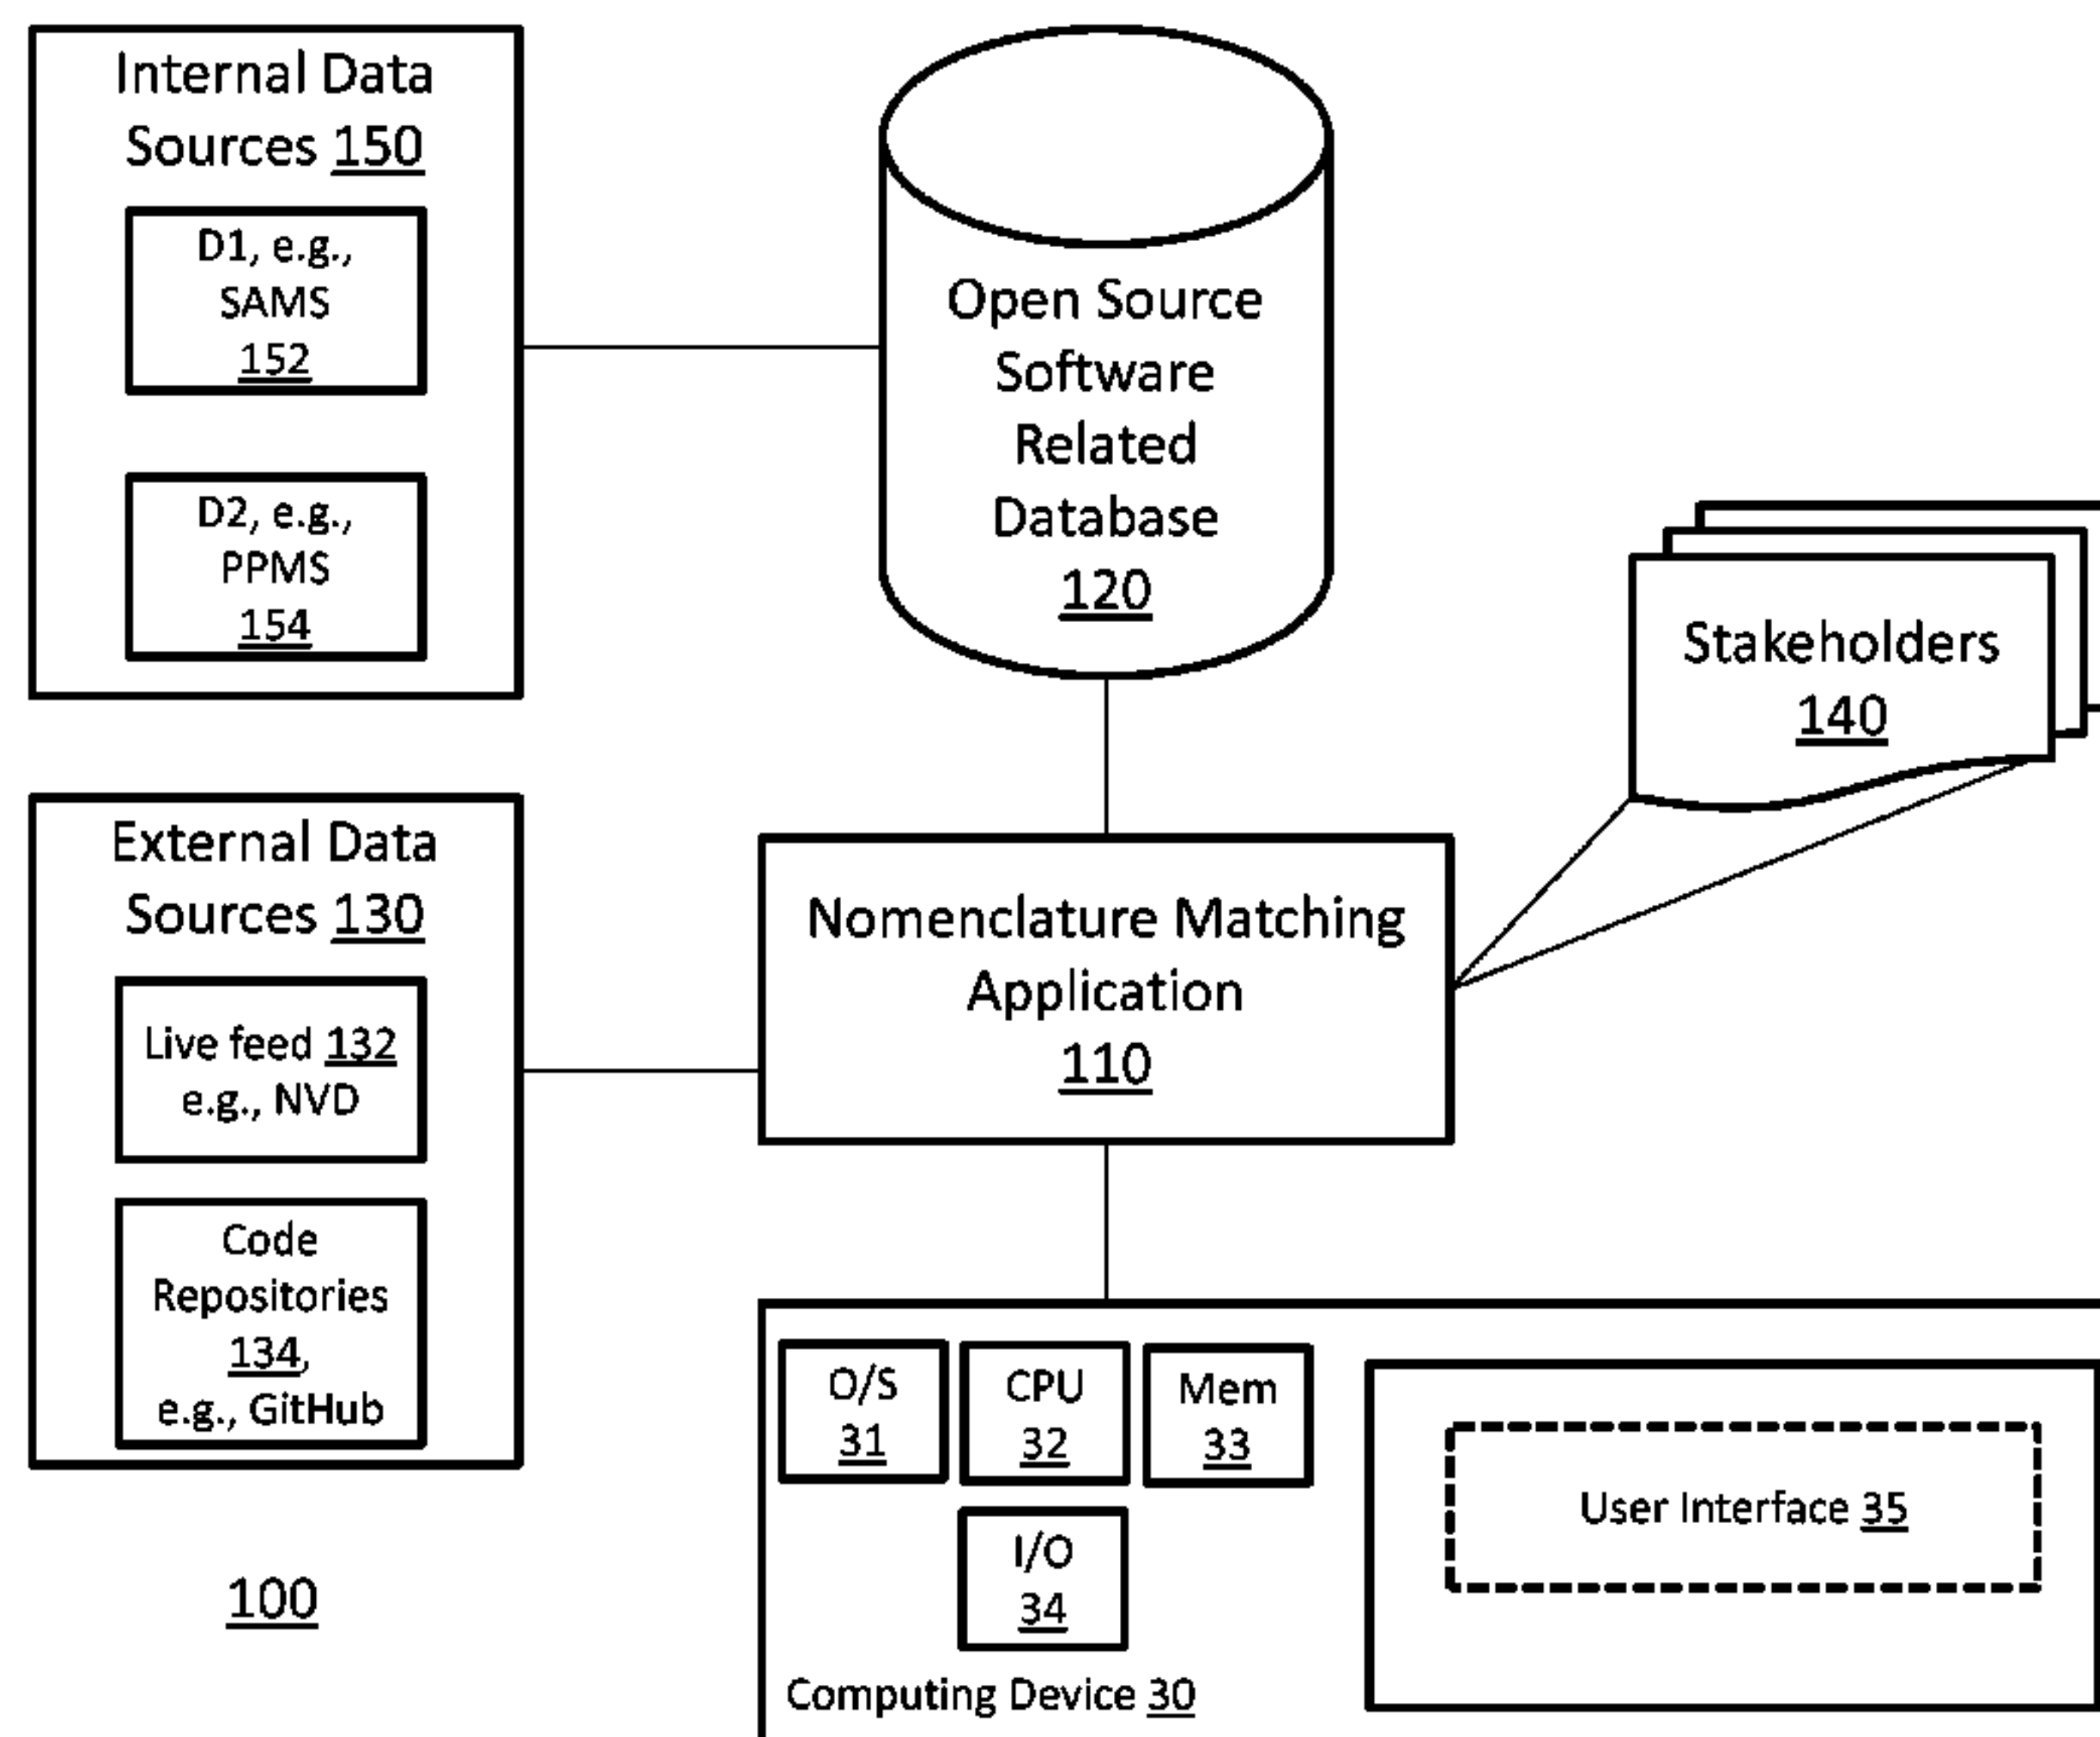 Internal Data
Sources 150
D1, e.g.,
SAMS
152
D2, e.g.,
PPMS
154
Open Source
Software
Related
Database
120
Stakeholders
140
External Data
Sources 130
Live feed 132
e.g., NVD
Code
Repositories
134,
e.g., GitHub
Nomenclature Matching
Application
110
O/S
31
CPU
32
Mem
33
I/O
34
User Interface 35
Computing Device 30
100